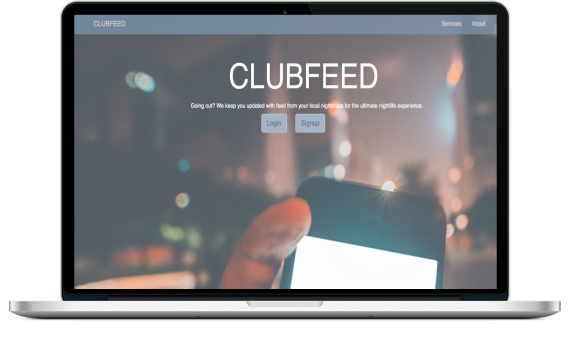 CLUBFEED
Services About
CLUBFEED
Going out? We keep you updated with feed from your local nightclubs for the ultimate nightlife experience.
Login Signup